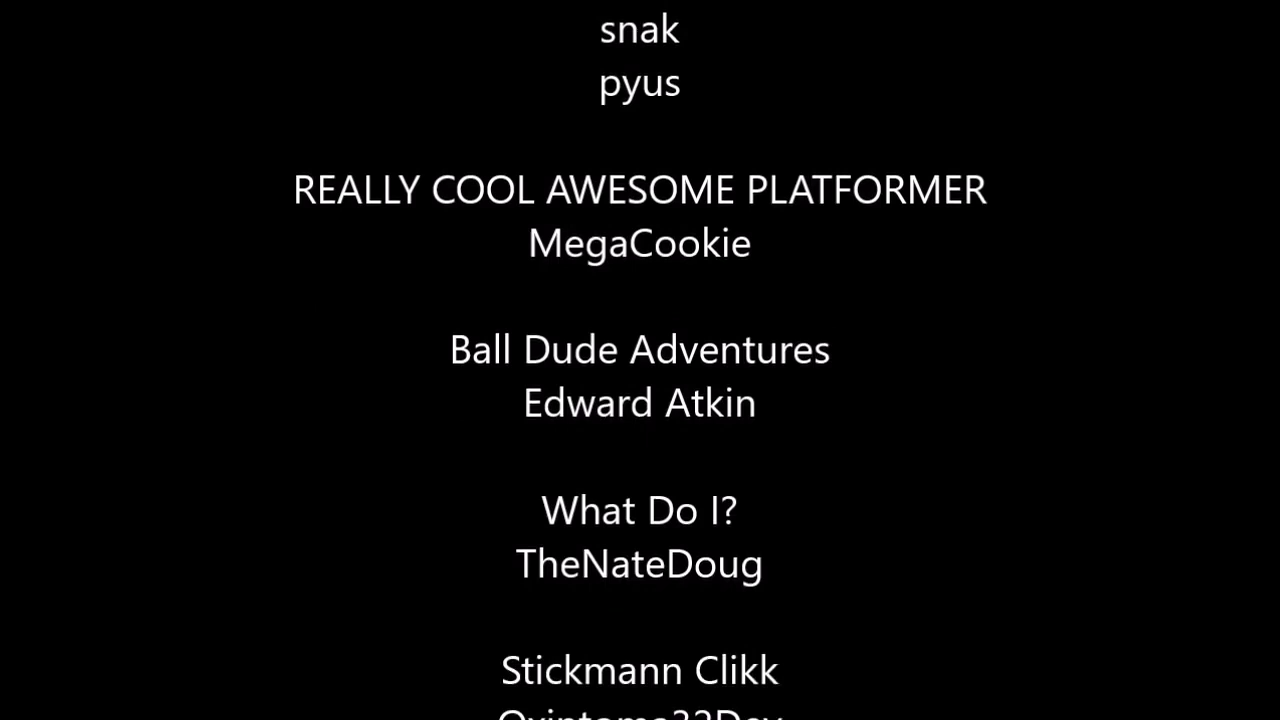 snak
pyus
REALLY COOL AWESOME PLATFORMER
MegaCookie
Ball Dude Adventures
Edward Atkin
What Do I?
TheNateDoug
Stickmann Clikk